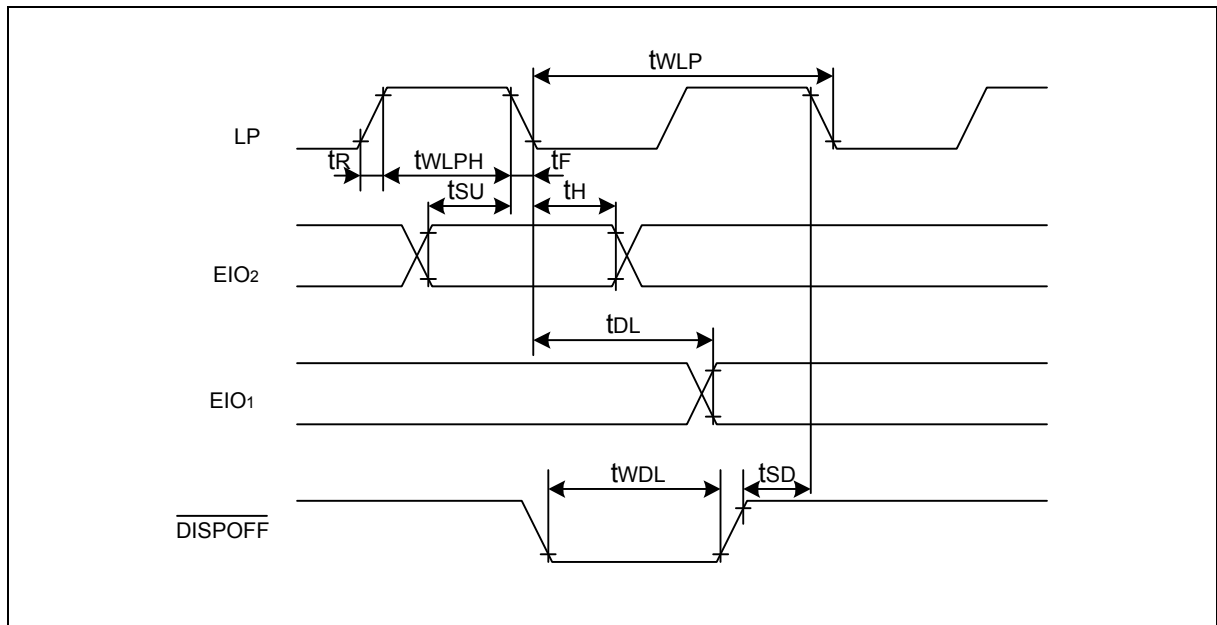 tWLP
LP
tR
tWLPH
tF
tSU
tH
EIO2
tDL
EIO1
tWDL
tSD
DISPOFF